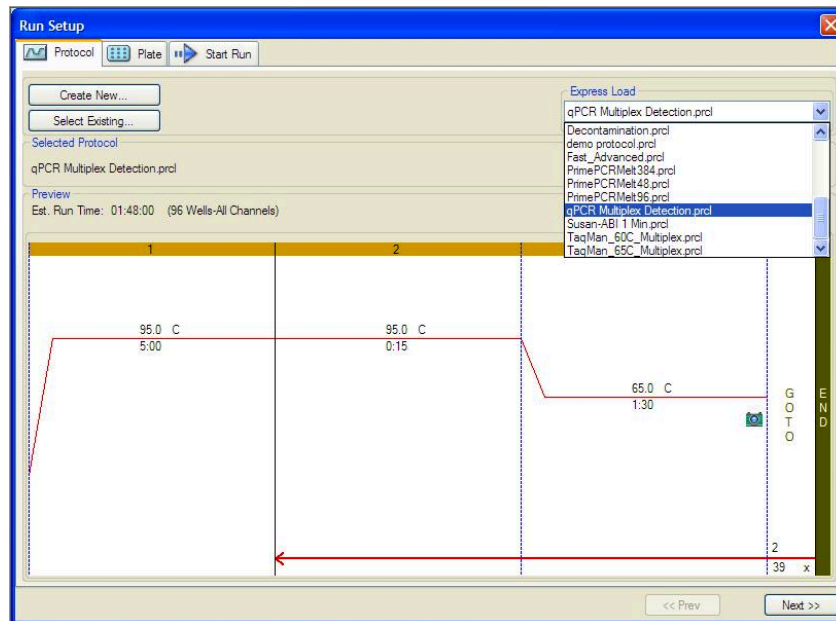 Run Setup
Protocol Plate Start Run
Create New...
Select Existing...
Express Load
qPCR Multiplex Detection.prcl
Decontamination.prcl
demo protocol.prcl
Fast_Advanced.prcl
PrimePCRMelt384.prcl
PrimePCRMelt48.prcl
PrimePCRMelt96.prcl
qPCR Multiplex Detection.prcl
Susan-ABI 1 Min.prcl
TaqMan_60C_Multiplex.prcl
TaqMan_65C_Multiplex.prcl
Selected Protocol
qPCR Multiplex Detection.prcl
Preview
Est. Run Time: 01:48:00 (96 Wells-All Channels)
1 2
95.0 C 95.0 C
5:00 0:15
65.0 C
1:30
GOTO
END
2
39 x
<< Prev Next >>